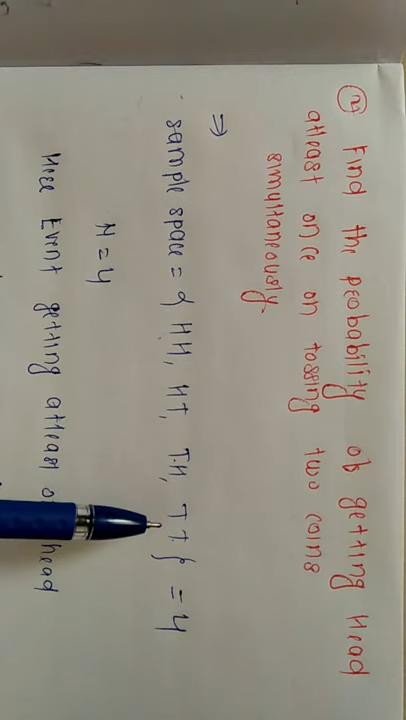 ② Find the probability of getting Head
atleast once on tossing two coins
simultaneously.
⇒
sample space = { HH, HT, TH, TT } = 4
N = 4
Here Event getting atleast head